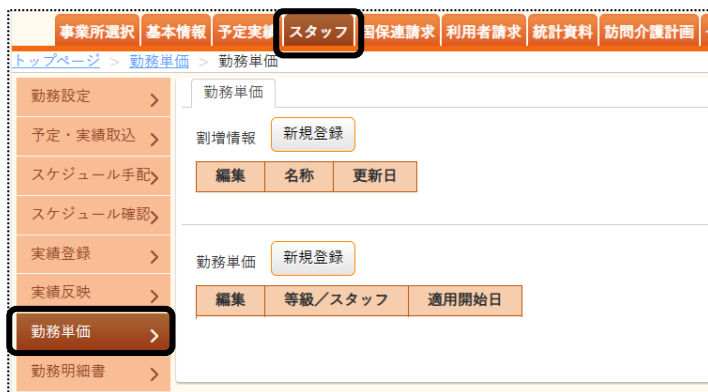 事業所選択 基本情報 予定実績 スタッフ 国保連請求 利用者請求 統計資料 訪問介護計画
トップページ > 勤務単価 > 勤務単価
勤務設定
予定・実績取込
スケジュール手配
スケジュール確認
実績登録
実績反映
勤務単価
勤務明細書
勤務単価
割増情報 新規登録
編集 名称 更新日
勤務単価 新規登録
編集 等級／スタッフ 適用開始日